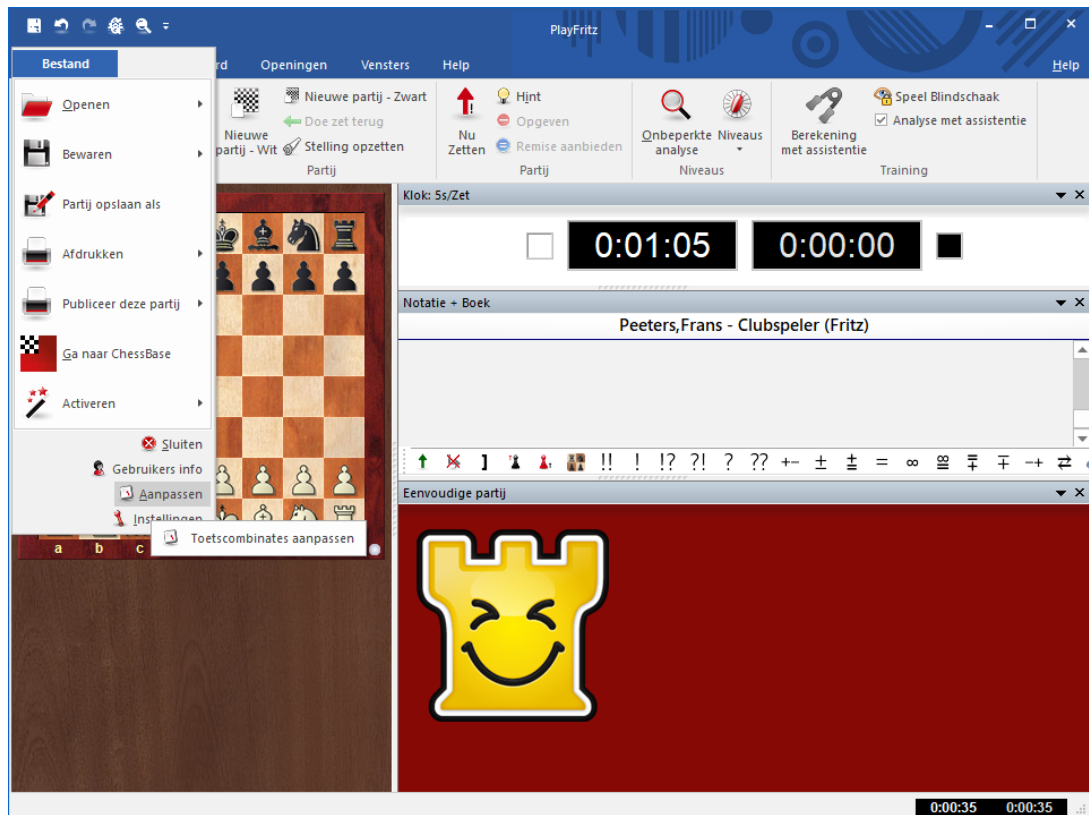 PlayFritz
Bestand
rd
Openingen
Vensters
Help
Help
Openen
Bewaren
Partij opslaan als
Afdrukken
Publiceer deze partij
Ga naar ChessBase
Activeren
Sluiten
Gebruikers info
Aanpassen
Instellingen
Toetscombinates aanpassen
Nieuwe
partij - Wit
Nieuwe partij - Zwart
Doe zet terug
Stelling opzetten
Partij
Nu
Zetten
Hint
Opgeven
Remise aanbieden
Partij
Onbeperkte
analyse
Niveaus
Niveaus
Berekening
met assistentie
Speel Blindschaak
Analyse met assistentie
Training
Klok: 5s/Zet
0:01:05 0:00:00
Notatie + Boek
Peeters,Frans - Clubspeler (Fritz)
] !! ! !? ?! ? ?? +− ± ⩲ = ∞ ⯹ ⩱ ∓ −+ ⇄
Eenvoudige partij
a b c
0:00:35 0:00:35